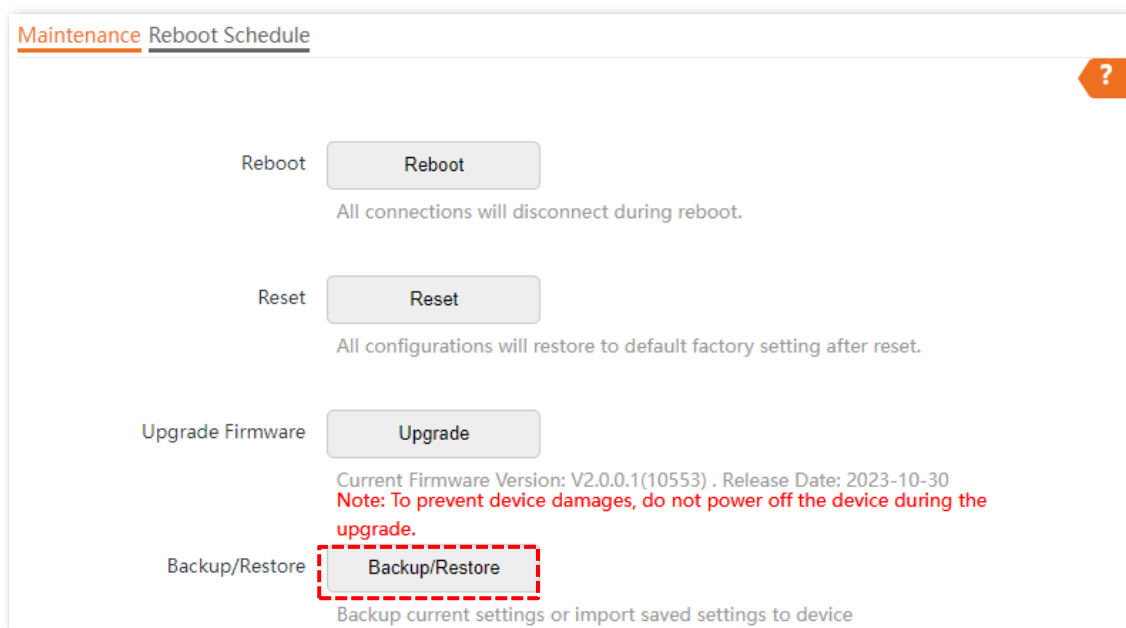 Maintenance Reboot Schedule
?
Reboot Reboot
All connections will disconnect during reboot.
Reset Reset
All configurations will restore to default factory setting after reset.
Upgrade Firmware Upgrade
Current Firmware Version: V2.0.0.1(10553) . Release Date: 2023-10-30
Note: To prevent device damages, do not power off the device during the
upgrade.
Backup/Restore Backup/Restore
Backup current settings or import saved settings to device